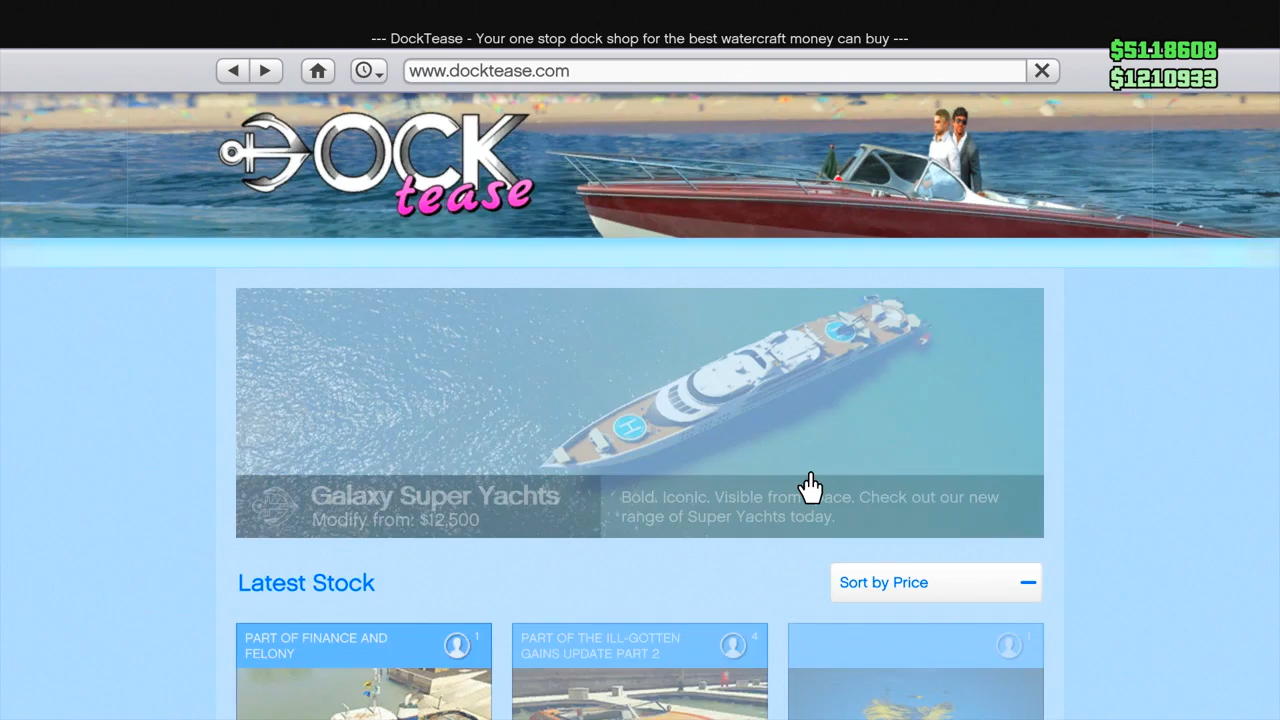 --- DockTease - Your one stop dock shop for the best watercraft money can buy ---
$5118608
www.docktease.com
$1210933
DOCK
tease
H
Galaxy Super Yachts
Modify from: $12,500
Bold. Iconic. Visible from ace. Check out our new
range of Super Yachts today.
Latest Stock
Sort by Price
PART OF FINANCE AND
FELONY
1
PART OF THE ILL-GOTTEN
GAINS UPDATE PART 2
4
1